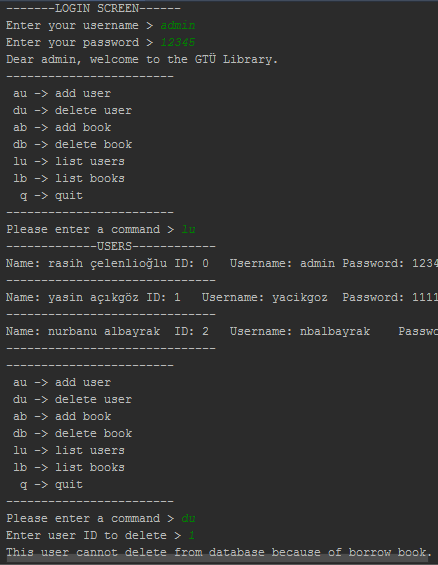 -------LOGIN SCREEN------
Enter your username > admin
Enter your password > 12345
Dear admin, welcome to the GTÜ Library.
------------------------
au -> add user
du -> delete user
ab -> add book
db -> delete book
lu -> list users
lb -> list books
q -> quit
------------------------
Please enter a command > lu
-------------USERS------------
Name: rasih çelenlioğlu ID: 0 Username: admin Password: 1234
------------------------------
Name: yasin açıkgöz ID: 1 Username: yacikgoz Password: 1111
------------------------------
Name: nurbanu albayrak ID: 2 Username: nbalbayrak Passwo
------------------------------
------------------------
au -> add user
du -> delete user
ab -> add book
db -> delete book
lu -> list users
lb -> list books
q -> quit
------------------------
Please enter a command > du
Enter user ID to delete > 1
This user cannot delete from database because of borrow book.